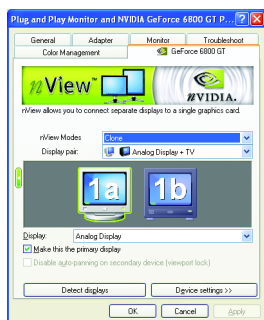 Plug and Play Monitor and NVIDIA GeForce 6800 GT P...
General Adapter Monitor Troubleshoot
Color Management GeForce 6800 GT
nView™ nVIDIA.
nView allows you to connect separate displays to a single graphics card.
nView Modes Clone
Display pair: Analog Display + TV
1a 1b
Display: Analog Display
Make this the primary display
Disable auto-panning on secondary device (viewport lock)
Detect displays Device settings >>
OK Cancel Apply